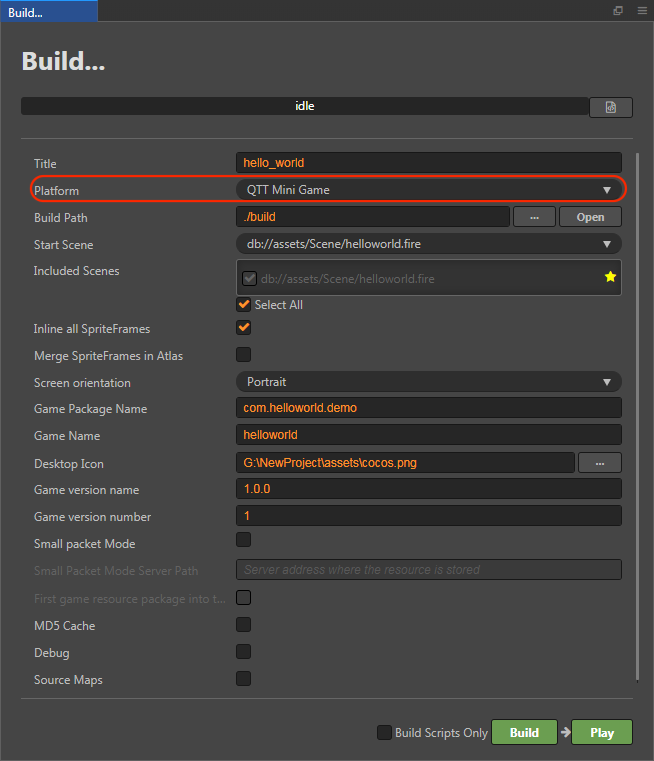 Build...
Build...
idle
Title hello_world
Platform QTT Mini Game
Build Path ./build ... Open
Start Scene db://assets/Scene/helloworld.fire
Included Scenes db://assets/Scene/helloworld.fire
Select All
Inline all SpriteFrames
Merge SpriteFrames in Atlas
Screen orientation Portrait
Game Package Name com.helloworld.demo
Game Name helloworld
Desktop Icon G:\NewProject\assets\cocos.png ...
Game version name 1.0.0
Game version number 1
Small packet Mode
Small Packet Mode Server Path Server address where the resource is stored
First game resource package into t...
MD5 Cache
Debug
Source Maps
Build Scripts Only Build Play